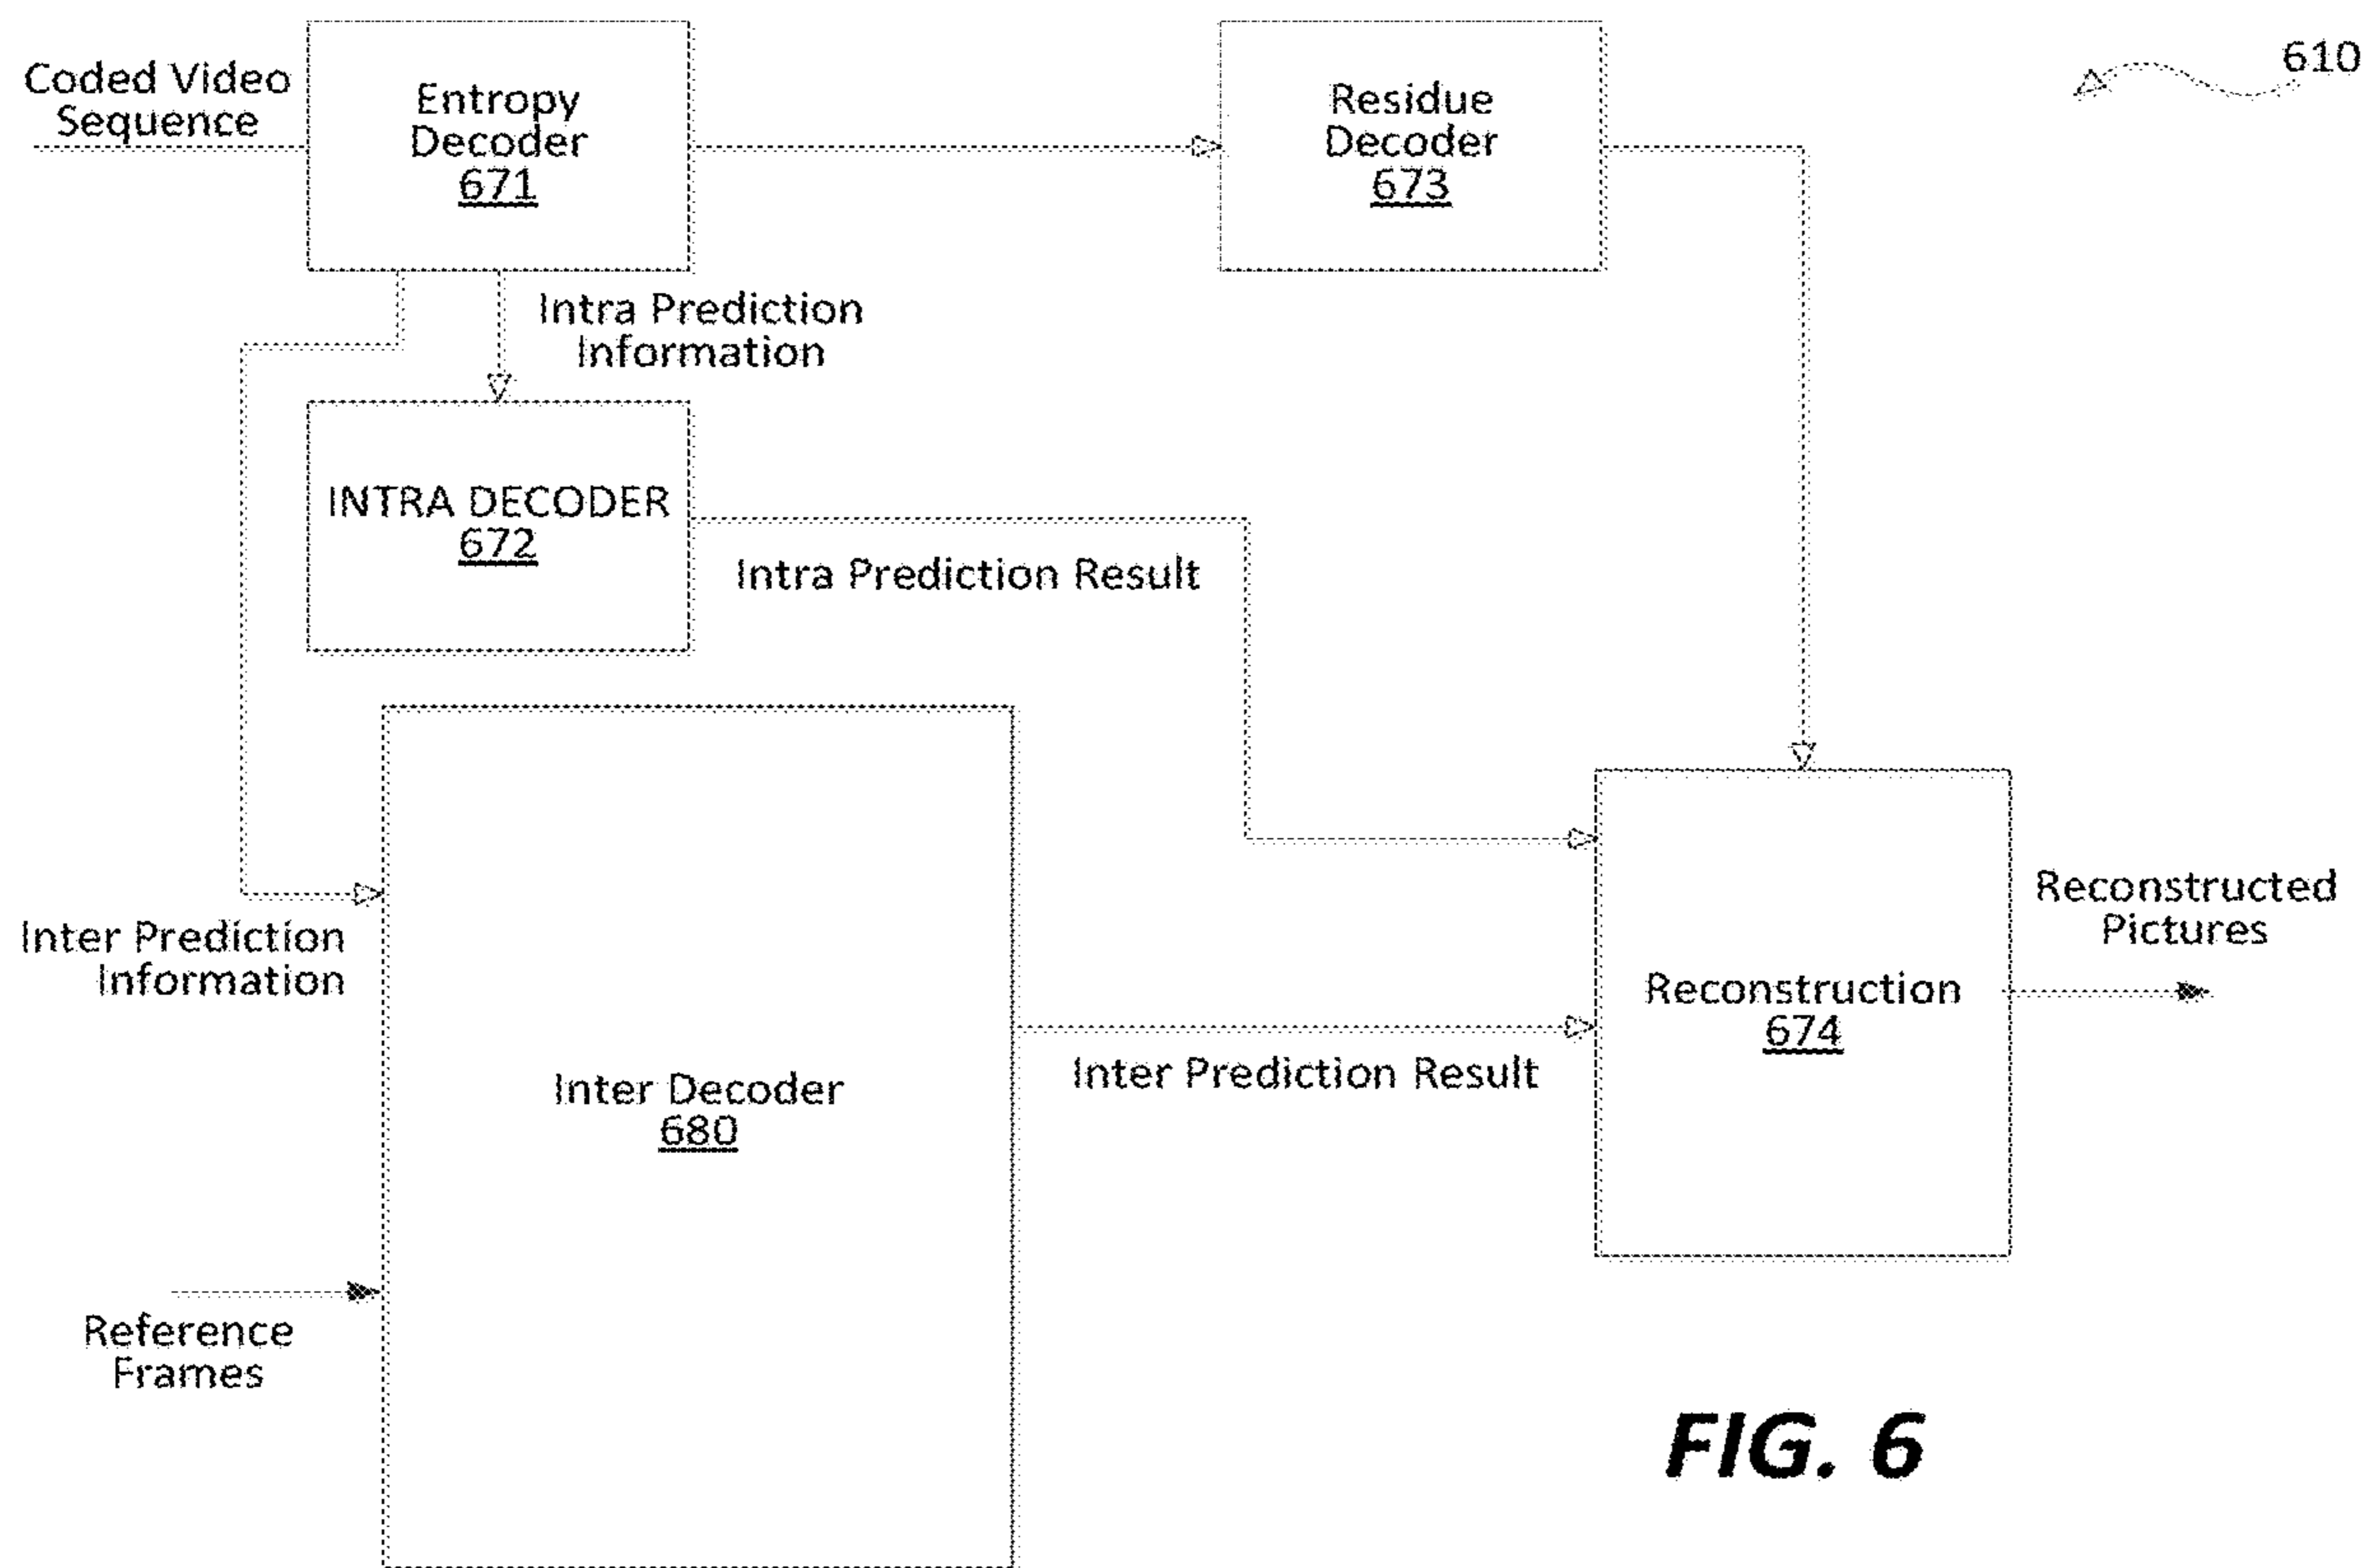 610
Coded Video
Sequence
Entropy
Decoder
671
Residue
Decoder
673
Intra Prediction
Information
INTRA DECODER
672
Intra Prediction Result
Inter Prediction
Information
Reconstructed
Pictures
Reconstruction
674
Inter Decoder
680
Inter Prediction Result
Reference
Frames
FIG. 6